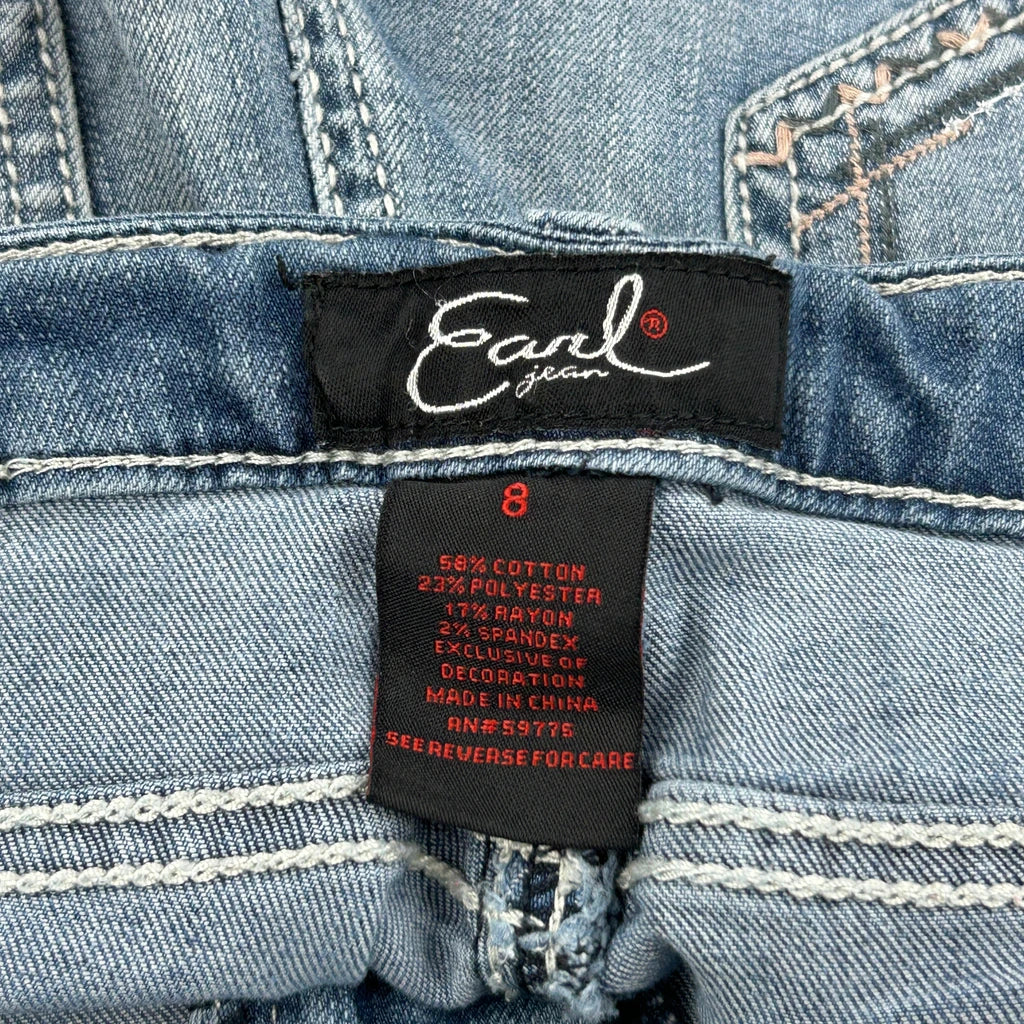 Earl ®
jean
8
58% COTTON
23% POLYESTER
17% RAYON
2% SPANDEX
EXCLUSIVE OF
DECORATION
MADE IN CHINA
RN#59775
SEE REVERSE FOR CARE